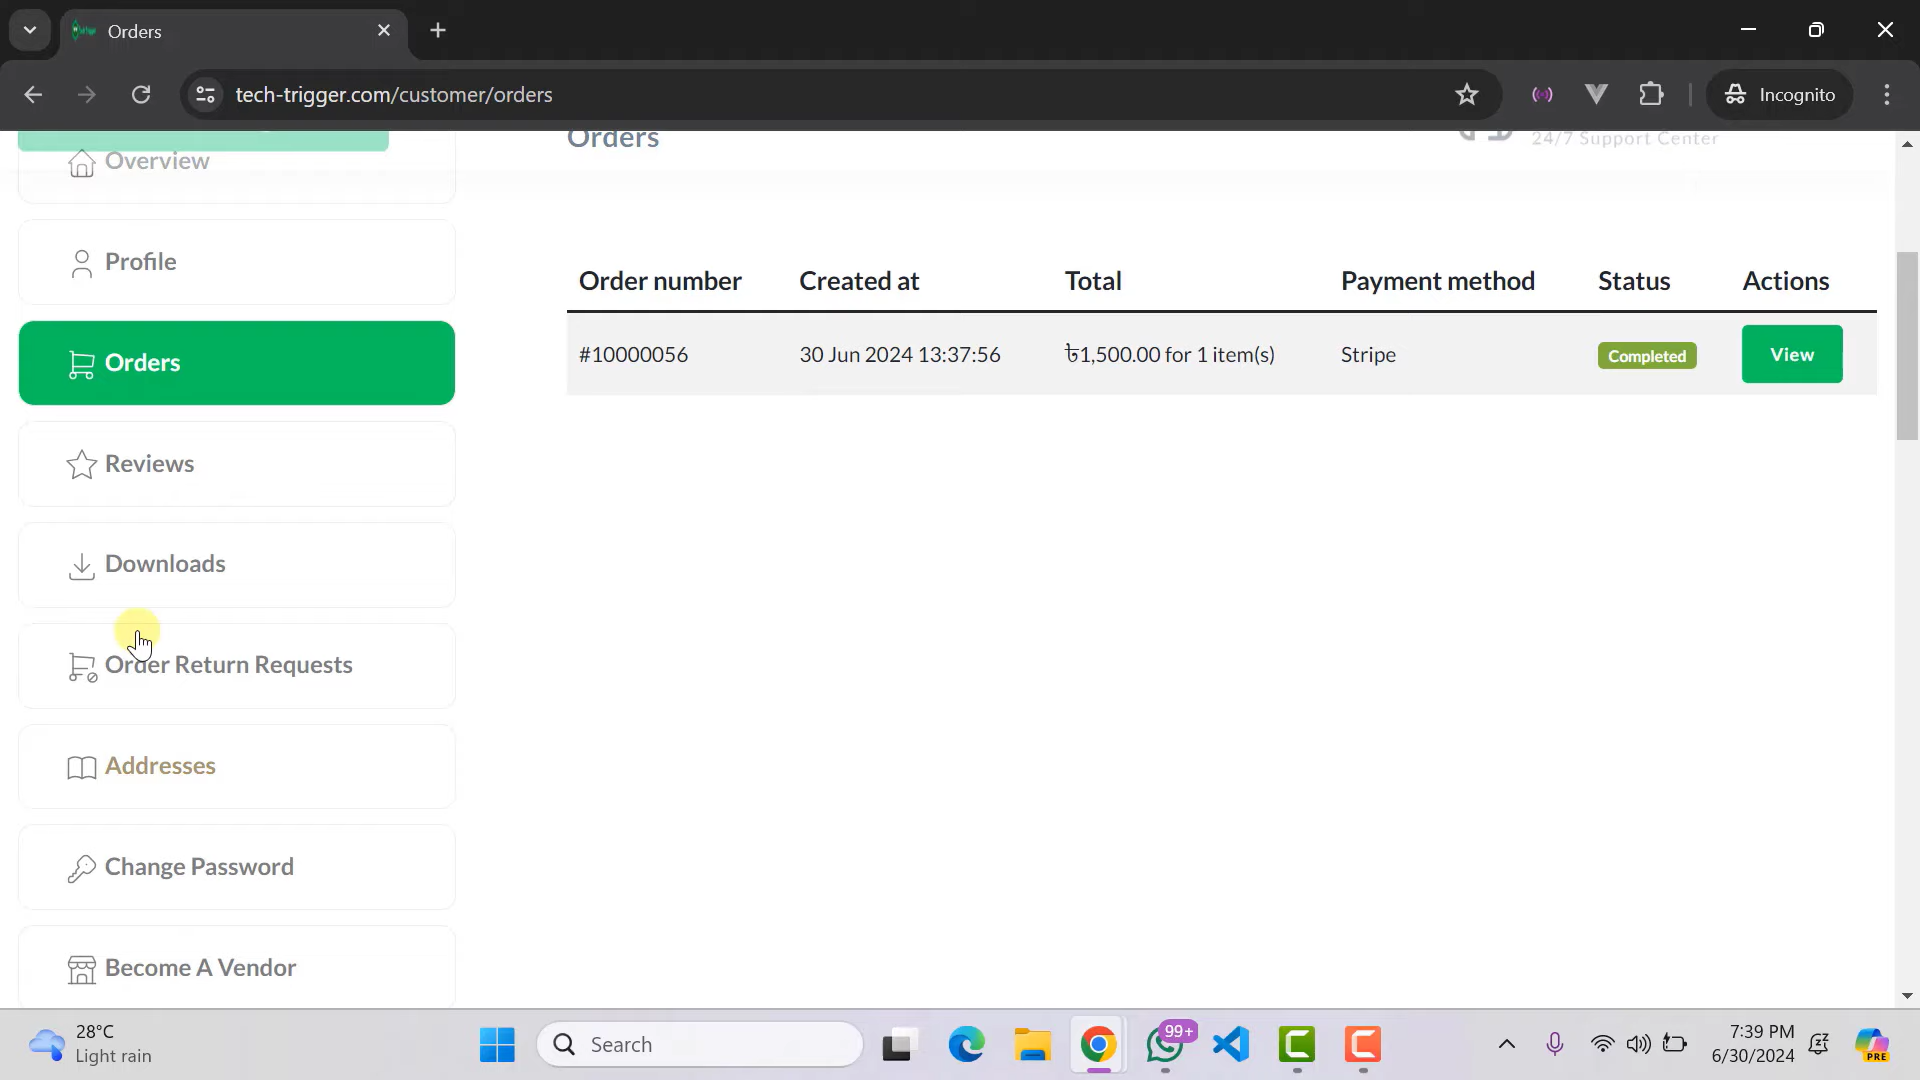 Orders
tech-trigger.com/customer/orders
Incognito
Overview
Orders
24/7 Support Center
Profile
Orders
Reviews
Downloads
Order Return Requests
Addresses
Change Password
Become A Vendor
Order number Created at Total Payment method Status Actions
#10000056 30 Jun 2024 13:37:56 ৳1,500.00 for 1 item(s) Stripe Completed View
28°C
Light rain
Search
99+
7:39 PM
6/30/2024
PRE